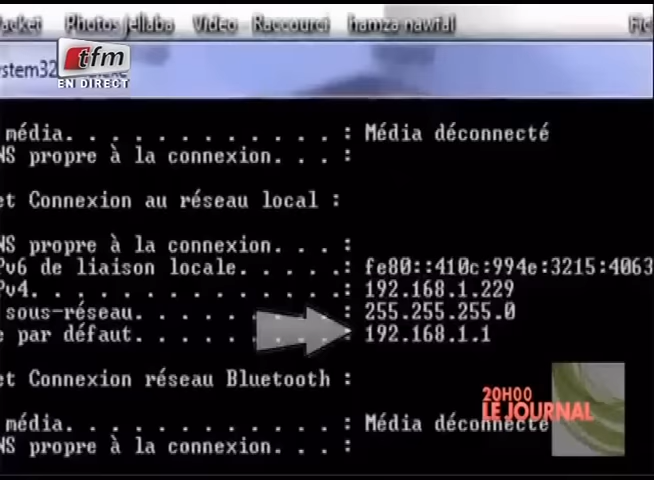 Photos jellaba Video Raccourci hamza nawfal
tfm
EN DIRECT
média. . . . . . . . . . . . : Média déconnecté
NS propre à la connexion. . . :
et Connexion au réseau local :
NS propre à la connexion. . . :
Pv6 de liaison locale. . . . .: fe80::410c:994e:3215:4063
Pv4. . . . . . . . . . . . . .: 192.168.1.229
sous-réseau. . . . . . . . . : 255.255.255.0
e par défaut. . . . . . . . . : 192.168.1.1
et Connexion réseau Bluetooth :
20H00
LE JOURNAL
média. . . . . . . . . . . . : Média déconnecté
NS propre à la connexion. . . :